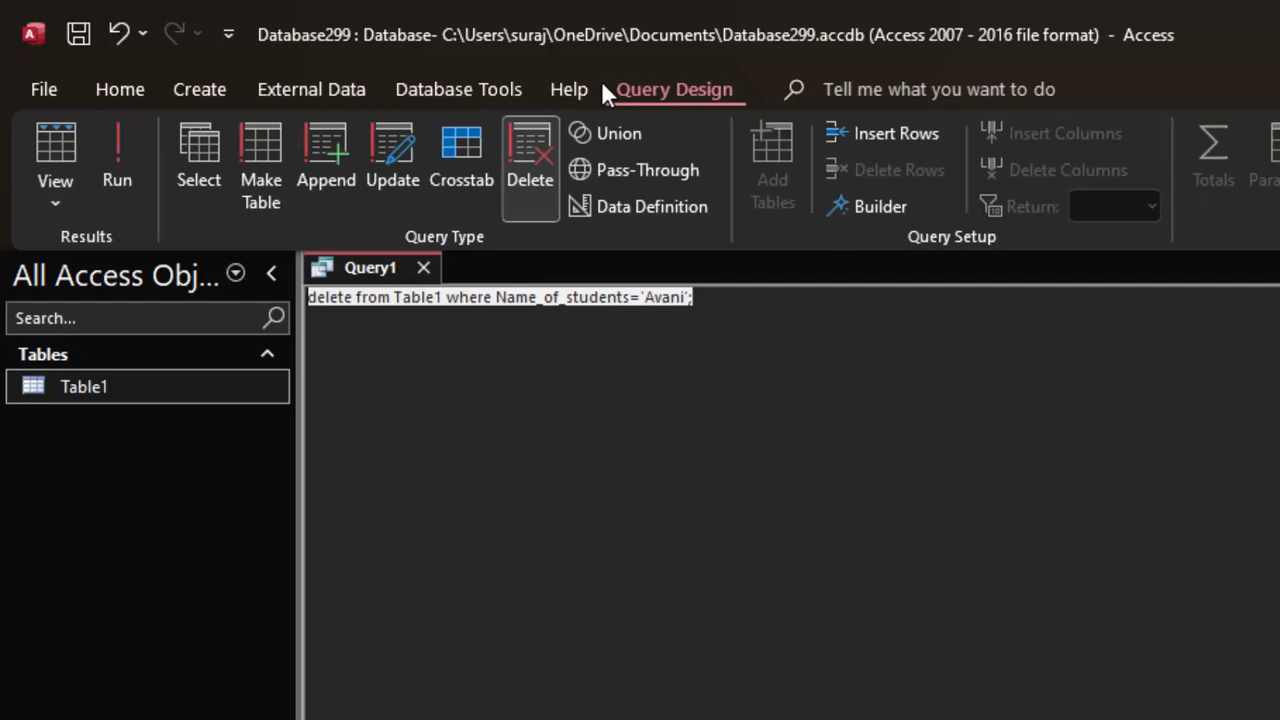 Database299 : Database- C:\Users\suraj\OneDrive\Documents\Database299.accdb (Access 2007 - 2016 file format) - Access
File Home Create External Data Database Tools Help Query Design Tell me what you want to do
View Run Select Make Table Append Update Crosstab Delete
Union
Pass-Through
Data Definition
Add Tables
Insert Rows
Delete Rows
Builder
Insert Columns
Delete Columns
Return:
Totals
Results Query Type Query Setup
All Access Obj...
Search...
Tables
Table1
Query1
delete from Table1 where Name_of_students='Avani';